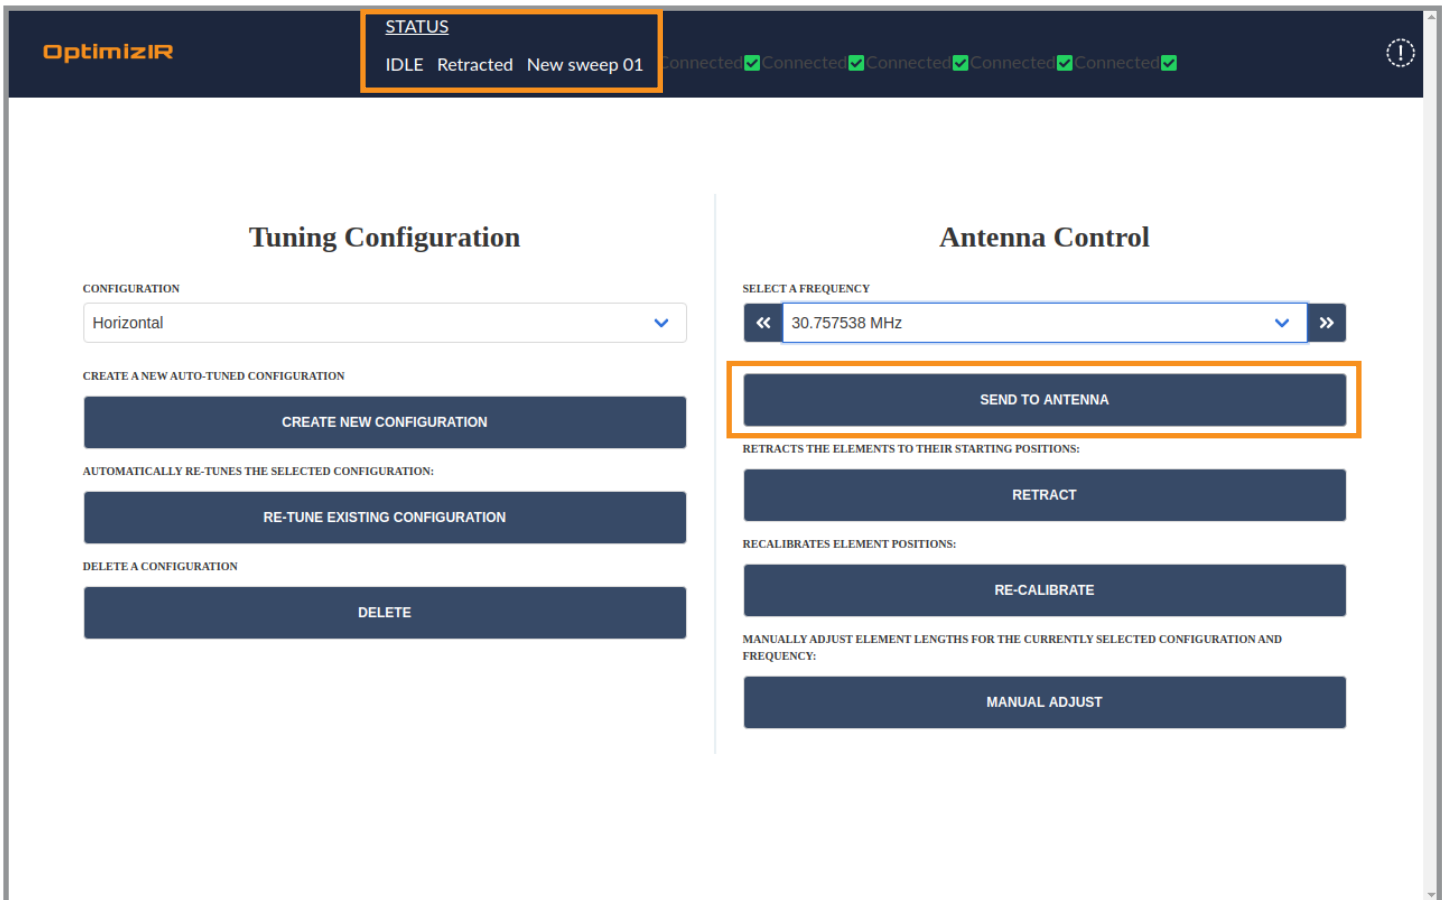 OptimizIR
STATUS
IDLE Retracted New sweep 01
Connected Connected Connected Connected Connected
Tuning Configuration
CONFIGURATION
Horizontal
CREATE A NEW AUTO-TUNED CONFIGURATION
CREATE NEW CONFIGURATION
AUTOMATICALLY RE-TUNES THE SELECTED CONFIGURATION:
RE-TUNE EXISTING CONFIGURATION
DELETE A CONFIGURATION
DELETE
Antenna Control
SELECT A FREQUENCY
30.757538 MHz
SEND TO ANTENNA
RETRACTS THE ELEMENTS TO THEIR STARTING POSITIONS:
RETRACT
RECALIBRATES ELEMENT POSITIONS:
RE-CALIBRATE
MANUALLY ADJUST ELEMENT LENGTHS FOR THE CURRENTLY SELECTED CONFIGURATION AND
FREQUENCY:
MANUAL ADJUST